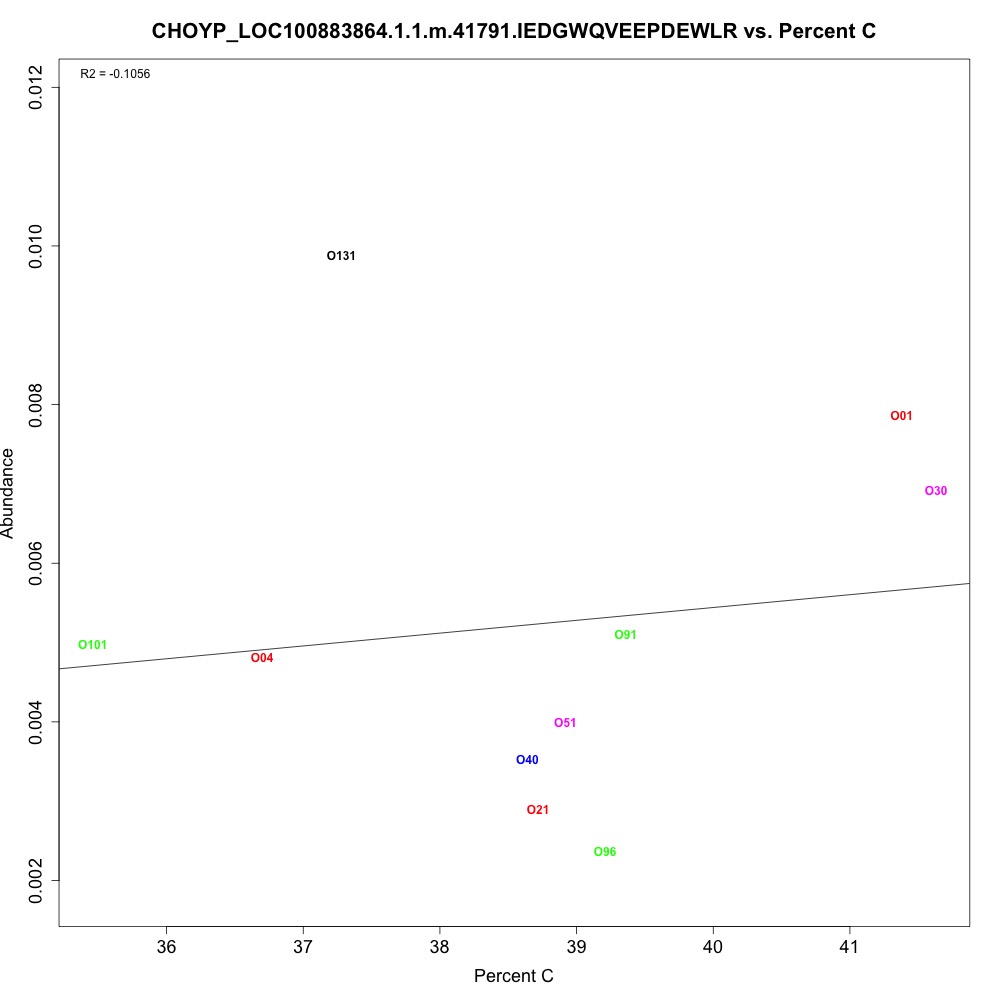 CHOYP_LOC100883864.1.1.m.41791.IEDGWQVEEPDEWLR vs. Percent C
R2 = -0.1056
0.012
0.010
0.008
0.006
0.004
0.002
Abundance
O131
O01
O30
O91
O101
O04
O51
O40
O21
O96
36 37 38 39 40 41
Percent C